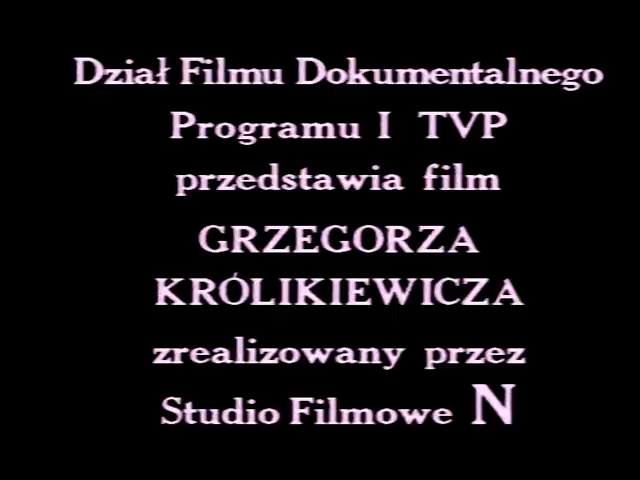 Dział Filmu Dokumentalnego
Programu I TVP
przedstawia film
GRZEGORZA
KRÓLIKIEWICZA
zrealizowany przez
Studio Filmowe N